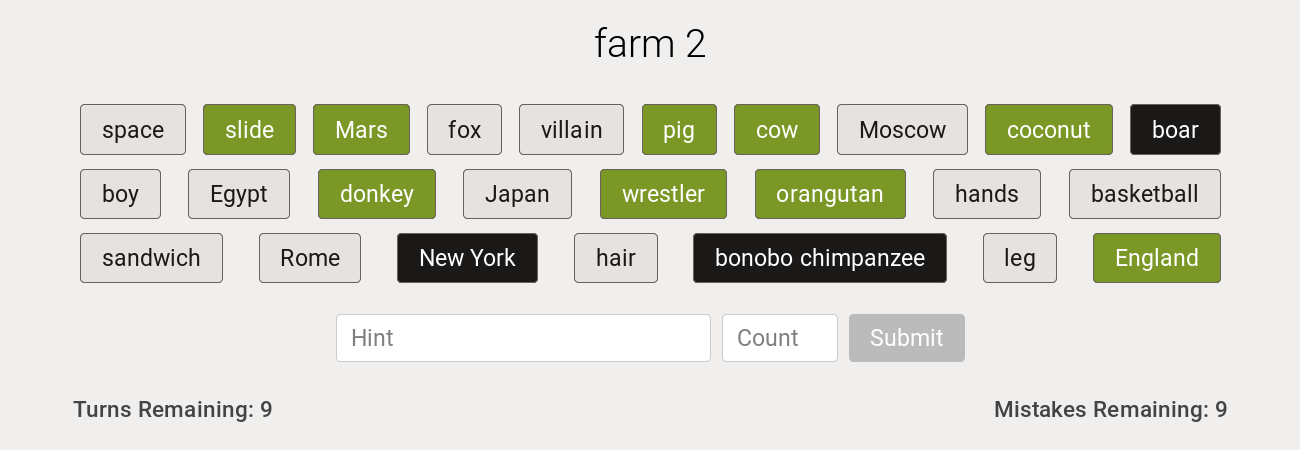 farm 2
space slide Mars fox villain pig cow Moscow coconut boar
boy Egypt donkey Japan wrestler orangutan hands basketball
sandwich Rome New York hair bonobo chimpanzee leg England
Hint Count Submit
Turns Remaining: 9 Mistakes Remaining: 9